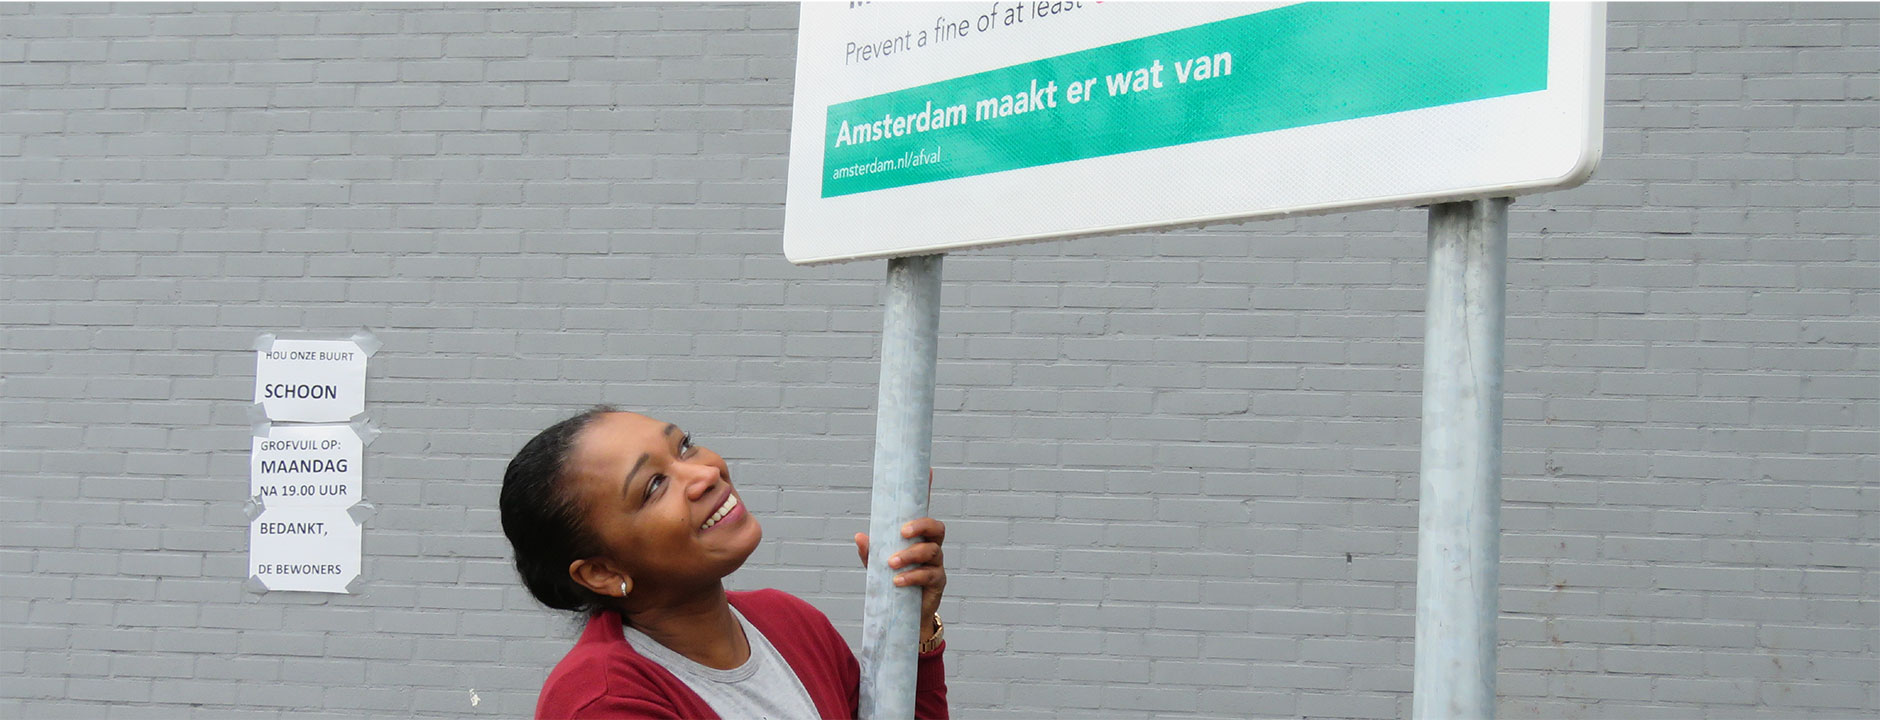 Prevent a fine of at least
Amsterdam maakt er wat van
amsterdam.nl/afval
HOU ONZE BUURT
SCHOON
GROFVUIL OP:
MAANDAG
NA 19.00 UUR
BEDANKT,
DE BEWONERS